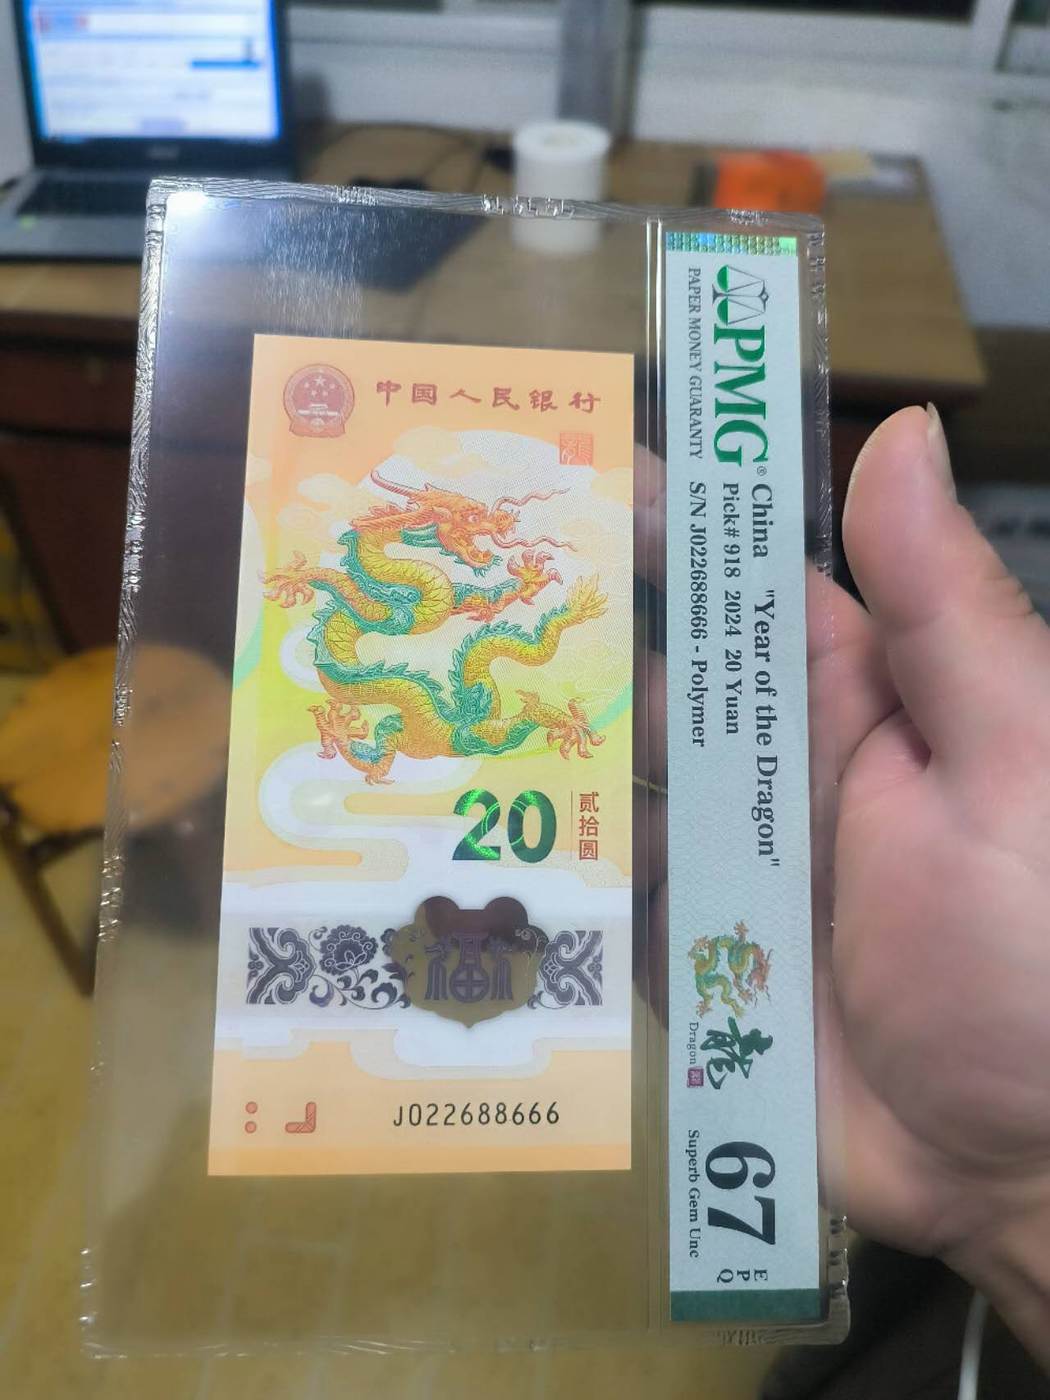 中国人民银行
20
贰拾圆
福
J022688666
PMG®
PAPER MONEY GUARANTY
China "Year of the Dragon"
Pick# 918 2024 20 Yuan
S/N J022688666 - Polymer
龍
Dragon
67
EPQ
Superb Gem Unc